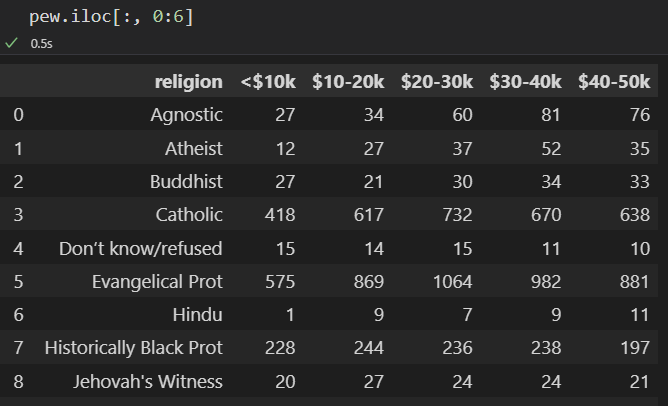 pew.iloc[:, 0:6]
✓ 0.5s
religion <$10k $10-20k $20-30k $30-40k $40-50k
0 Agnostic 27 34 60 81 76
1 Atheist 12 27 37 52 35
2 Buddhist 27 21 30 34 33
3 Catholic 418 617 732 670 638
4 Don’t know/refused 15 14 15 11 10
5 Evangelical Prot 575 869 1064 982 881
6 Hindu 1 9 7 9 11
7 Historically Black Prot 228 244 236 238 197
8 Jehovah's Witness 20 27 24 24 21